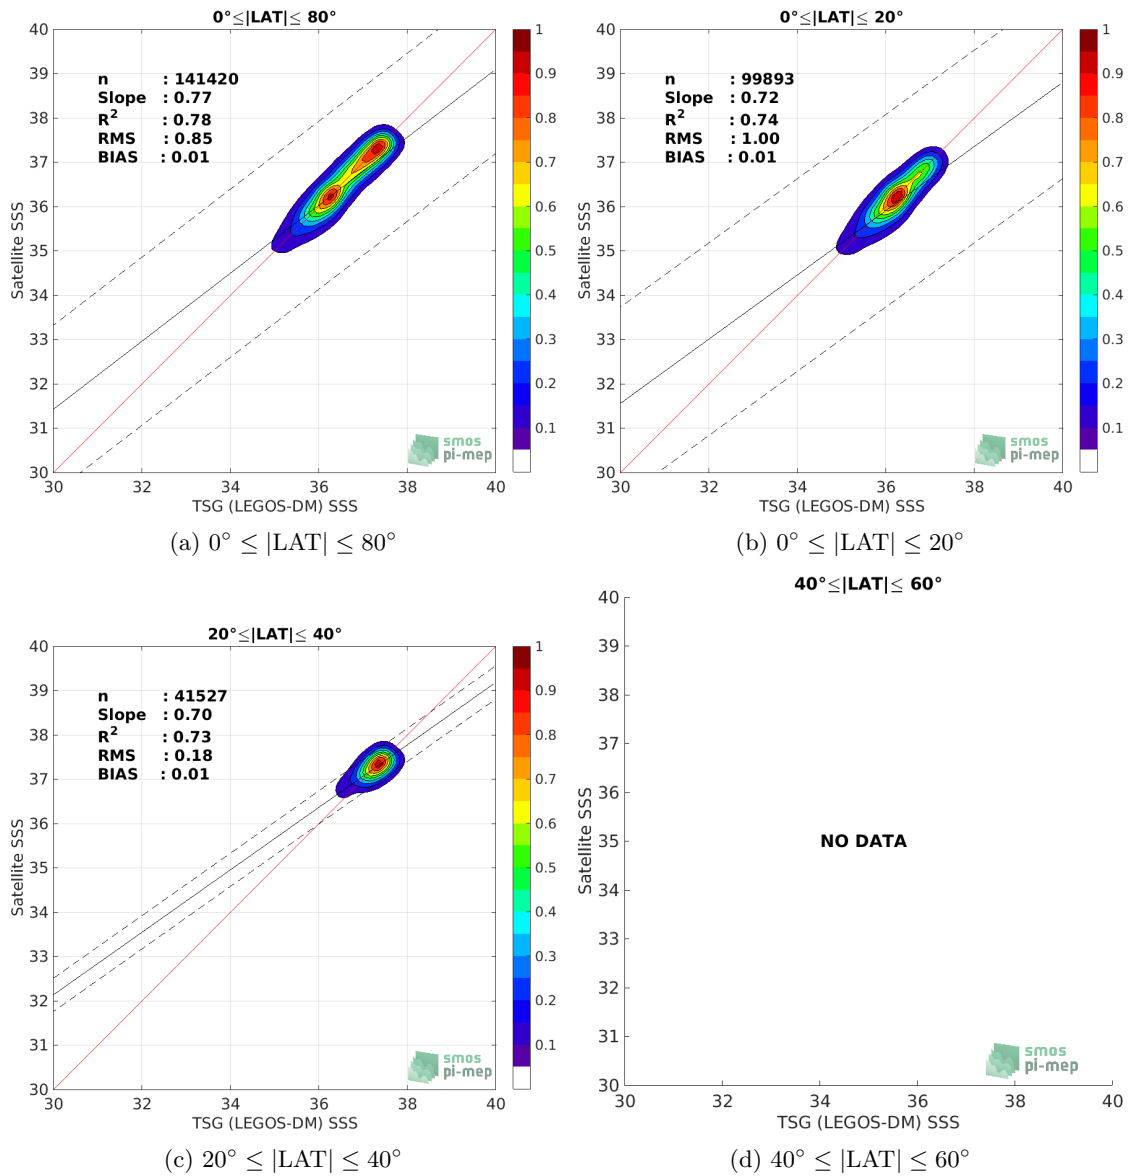 0°≤|LAT|≤ 80°
40
39
38
37
36
35
34
33
32
31
30
Satellite SSS
n : 141420
Slope : 0.77
R² : 0.78
RMS : 0.85
BIAS : 0.01
smos
pi-mep
30 32 34 36 38 40
TSG (LEGOS-DM) SSS
1
0.9
0.8
0.7
0.6
0.5
0.4
0.3
0.2
0.1
(a) 0° ≤ |LAT| ≤ 80°
0°≤|LAT|≤ 20°
40
39
38
37
36
35
34
33
32
31
30
Satellite SSS
n : 99893
Slope : 0.72
R² : 0.74
RMS : 1.00
BIAS : 0.01
smos
pi-mep
30 32 34 36 38 40
TSG (LEGOS-DM) SSS
1
0.9
0.8
0.7
0.6
0.5
0.4
0.3
0.2
0.1
(b) 0° ≤ |LAT| ≤ 20°
20°≤|LAT|≤ 40°
40
39
38
37
36
35
34
33
32
31
30
Satellite SSS
n : 41527
Slope : 0.70
R² : 0.73
RMS : 0.18
BIAS : 0.01
smos
pi-mep
30 32 34 36 38 40
TSG (LEGOS-DM) SSS
1
0.9
0.8
0.7
0.6
0.5
0.4
0.3
0.2
0.1
(c) 20° ≤ |LAT| ≤ 40°
40°≤|LAT|≤ 60°
40
39
38
37
36
35
34
33
32
31
30
Satellite SSS
NO DATA
smos
pi-mep
30 32 34 36 38 40
TSG (LEGOS-DM) SSS
(d) 40° ≤ |LAT| ≤ 60°